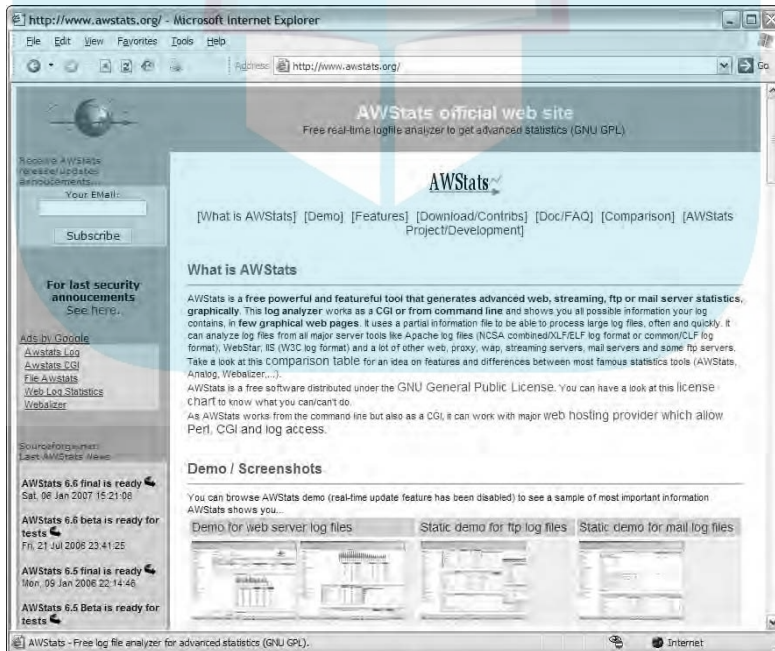 http://www.awstats.org/ - Microsoft Internet Explorer
File Edit View Favorites Tools Help
Address http://www.awstats.org/ Go
AWStats official web site
Free real-time logfile analyzer to get advanced statistics (GNU GPL)
Receive AWStats
release/updates
annoucements...
Your EMail:
Subscribe
For last security
annoucements
See here.
Ads by Google
Awstats Log
Awstats CGI
File Awstats
Web Log Statistics
Webalizer
Sourceforge.net
Last AWStats News
AWStats 6.6 final is ready
Sat, 06 Jan 2007 15:21:08
AWStats 6.6 beta is ready for
tests
Fri, 21 Jul 2006 23:41:25
AWStats 6.5 final is ready
Mon, 09 Jan 2006 22:14:46
AWStats 6.5 Beta is ready for
tests
AWStats
[What is AWStats] [Demo] [Features] [Download/Contribs] [Doc/FAQ] [Comparison] [AWStats
Project/Development]
What is AWStats
AWStats is a free powerful and featureful tool that generates advanced web, streaming, ftp or mail server statistics,
graphically. This log analyzer works as a CGI or from command line and shows you all possible information your log
contains, in few graphical web pages. It uses a partial information file to be able to process large log files, often and quickly. It
can analyze log files from all major server tools like Apache log files (NCSA combined/XLF/ELF log format or common/CLF log
format), WebStar, IIS (W3C log format) and a lot of other web, proxy, wap, streaming servers, mail servers and some ftp servers.
Take a look at this comparison table for an idea on features and differences between most famous statistics tools (AWStats,
Analog, Webalizer,...).
AWStats is a free software distributed under the GNU General Public License. You can have a look at this license
chart to know what you can/can't do.
As AWStats works from the command line but also as a CGI, it can work with major web hosting provider which allow
Perl, CGI and log access.
Demo / Screenshots
You can browse AWStats demo (real-time update feature has been disabled) to see a sample of most important information
AWStats shows you...
Demo for web server log files Static demo for ftp log files Static demo for mail log files
AWStats - Free log file analyzer for advanced statistics (GNU GPL). Internet